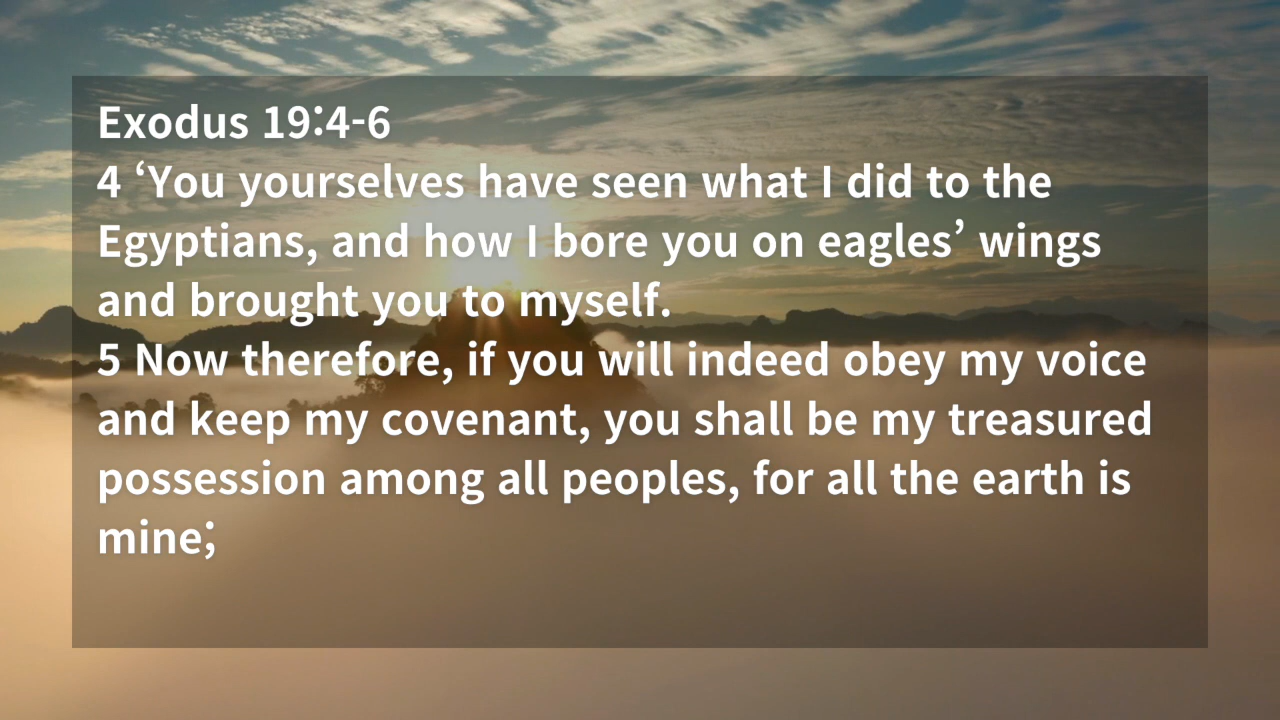 Exodus 19:4-6
4 ‘You yourselves have seen what I did to the
Egyptians, and how I bore you on eagles’ wings
and brought you to myself.
5 Now therefore, if you will indeed obey my voice
and keep my covenant, you shall be my treasured
possession among all peoples, for all the earth is
mine;